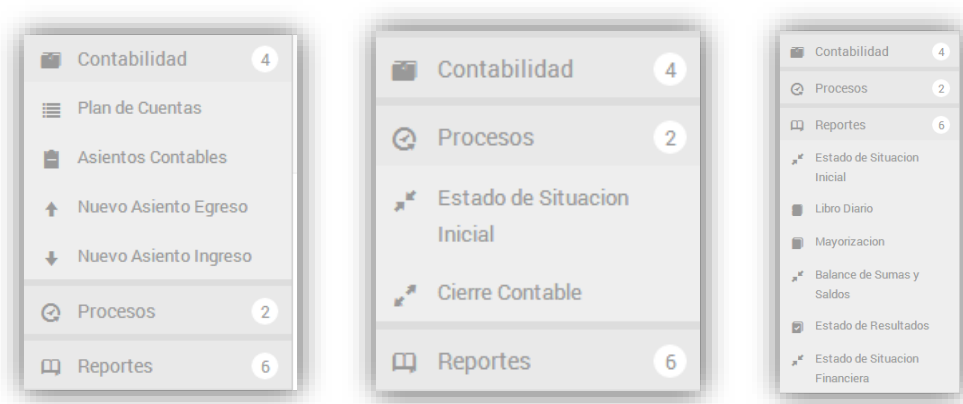 Contabilidad 4
Plan de Cuentas
Asientos Contables
Nuevo Asiento Egreso
Nuevo Asiento Ingreso
Procesos 2
Reportes 6
Contabilidad 4
Procesos 2
Estado de Situacion
Inicial
Cierre Contable
Reportes 6
Contabilidad 4
Procesos 2
Reportes 6
Estado de Situacion
Inicial
Libro Diario
Mayorizacion
Balance de Sumas y
Saldos
Estado de Resultados
Estado de Situacion
Financiera